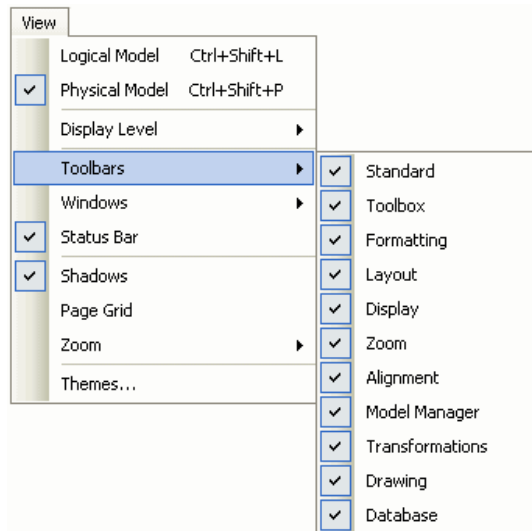 View
Logical Model Ctrl+Shift+L
Physical Model Ctrl+Shift+P
Display Level
Toolbars
Windows
Status Bar
Shadows
Page Grid
Zoom
Themes...
Standard
Toolbox
Formatting
Layout
Display
Zoom
Alignment
Model Manager
Transformations
Drawing
Database